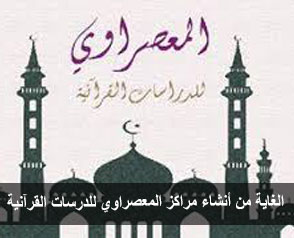 المعصراوي
للدراسات القرآنية
الغاية من أنشاء مراكز المعصراوي للدرسات القرآنية